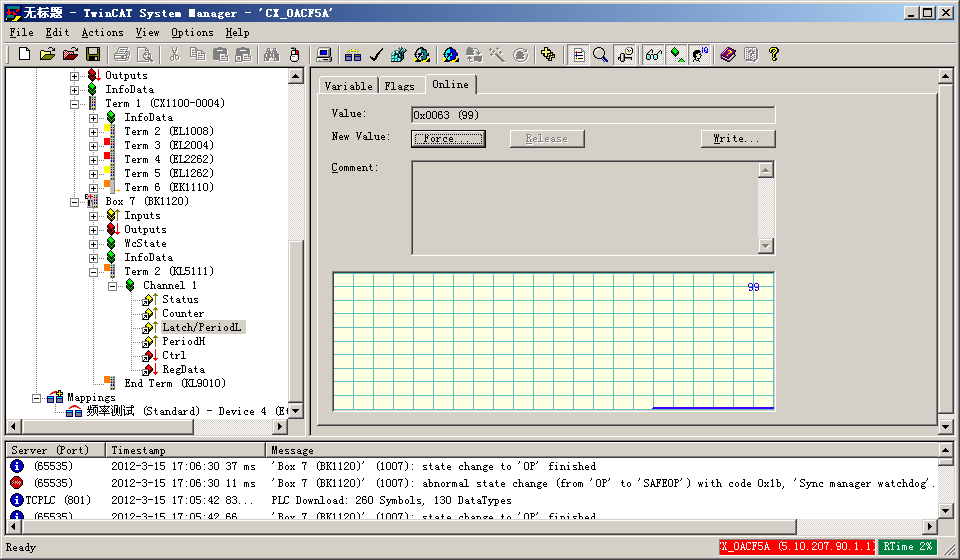 无标题 - TwinCAT System Manager - 'CX_0ACF5A'
File Edit Actions View Options Help
Outputs
InfoData
Term 1 (CX1100-0004)
InfoData
Term 2 (EL1008)
Term 3 (EL2004)
Term 4 (EL2262)
Term 5 (EL1262)
Term 6 (EK1110)
Box 7 (BK1120)
Inputs
Outputs
WcState
InfoData
Term 2 (KL5111)
Channel 1
Status
Counter
Latch/PeriodL
PeriodH
Ctrl
RegData
End Term (KL9010)
Mappings
频率测试 (Standard) - Device 4 (Et
Variable Flags Online
Value: 0x0063 (99)
New Value: Force... Release Write...
Comment:
99
Server (Port) Timestamp Message
(65535) 2012-3-15 17:06:30 37 ms 'Box 7 (BK1120)' (1007): state change to 'OP' finished
(65535) 2012-3-15 17:06:30 11 ms 'Box 7 (BK1120)' (1007): abnormal state change (from 'OP' to 'SAFEOP') with code 0x1b, 'Sync manager watchdog'.
TCPLC (801) 2012-3-15 17:05:42 83... PLC Download: 260 Symbols, 130 DataTypes
(65535) 2012-3-15 17:05:42 66... 'Box 7 (BK1120)' (1007): state change to 'OP' finished
Ready CX_0ACF5A (5.10.207.90.1.1) RTime 2%